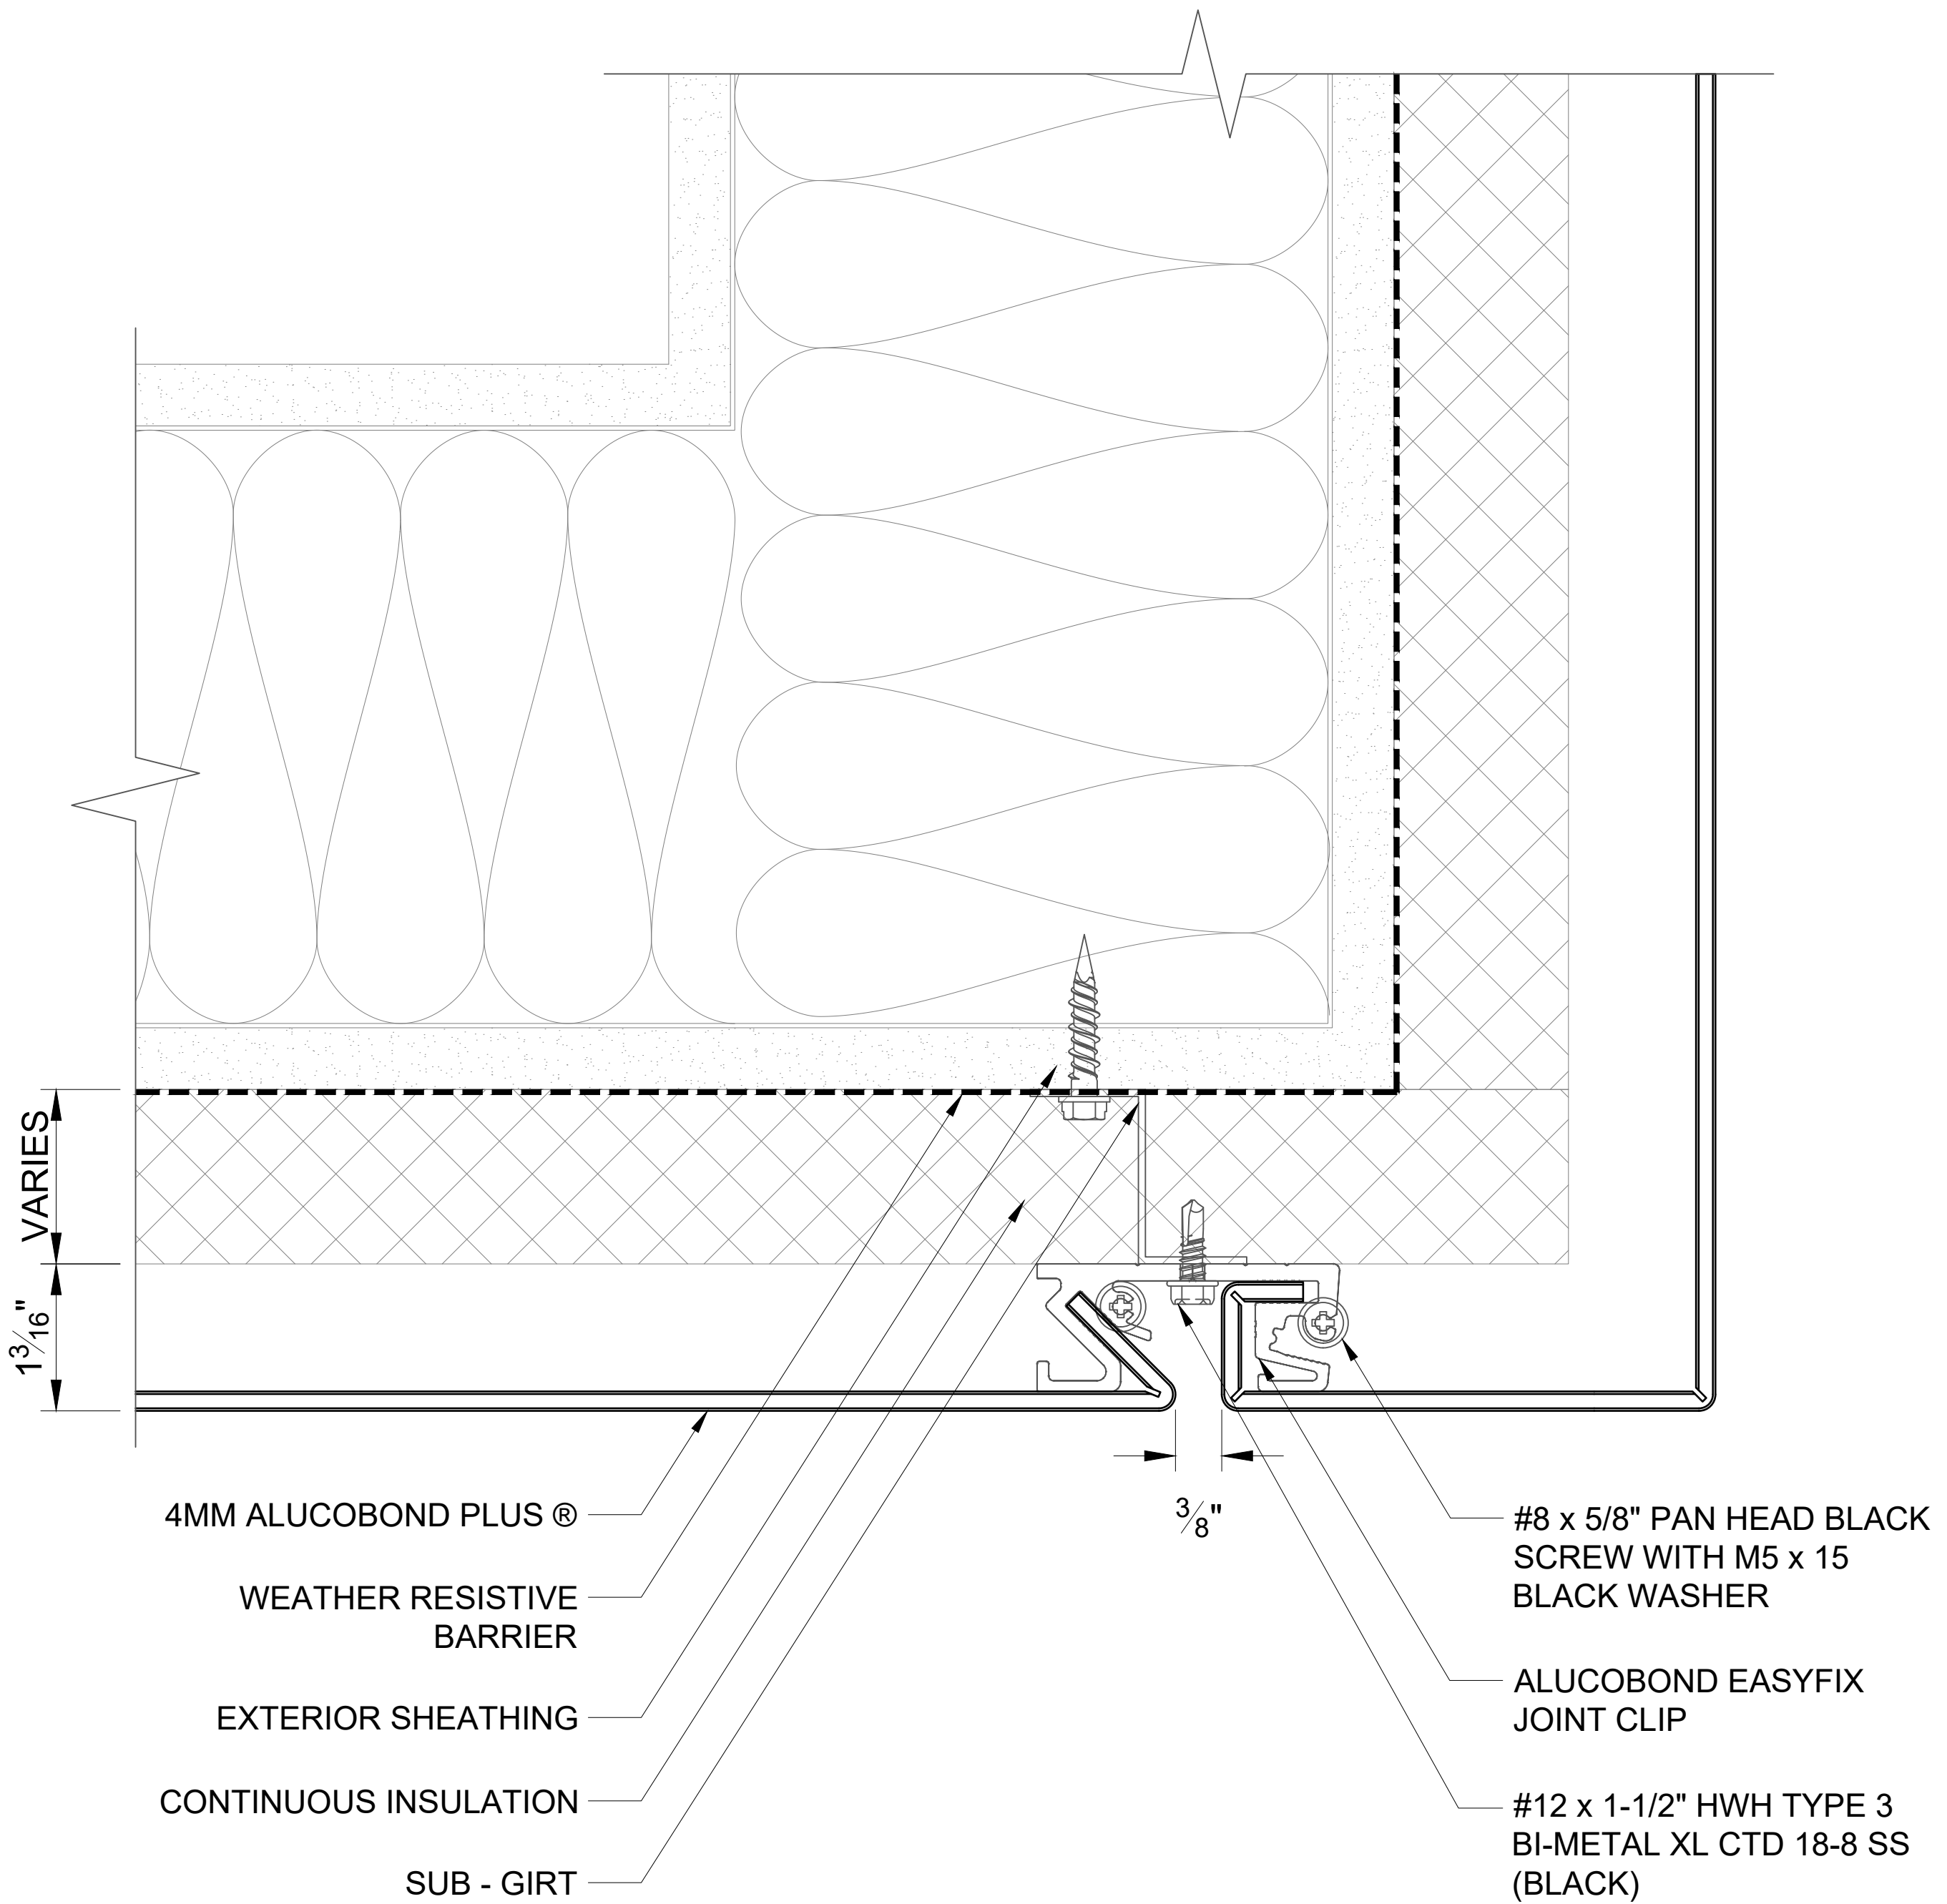 VARIES
1 3/16"
3/8"
4MM ALUCOBOND PLUS ®
WEATHER RESISTIVE
BARRIER
EXTERIOR SHEATHING
CONTINUOUS INSULATION
SUB - GIRT
#8 x 5/8" PAN HEAD BLACK
SCREW WITH M5 x 15
BLACK WASHER
ALUCOBOND EASYFIX
JOINT CLIP
#12 x 1-1/2" HWH TYPE 3
BI-METAL XL CTD 18-8 SS
(BLACK)